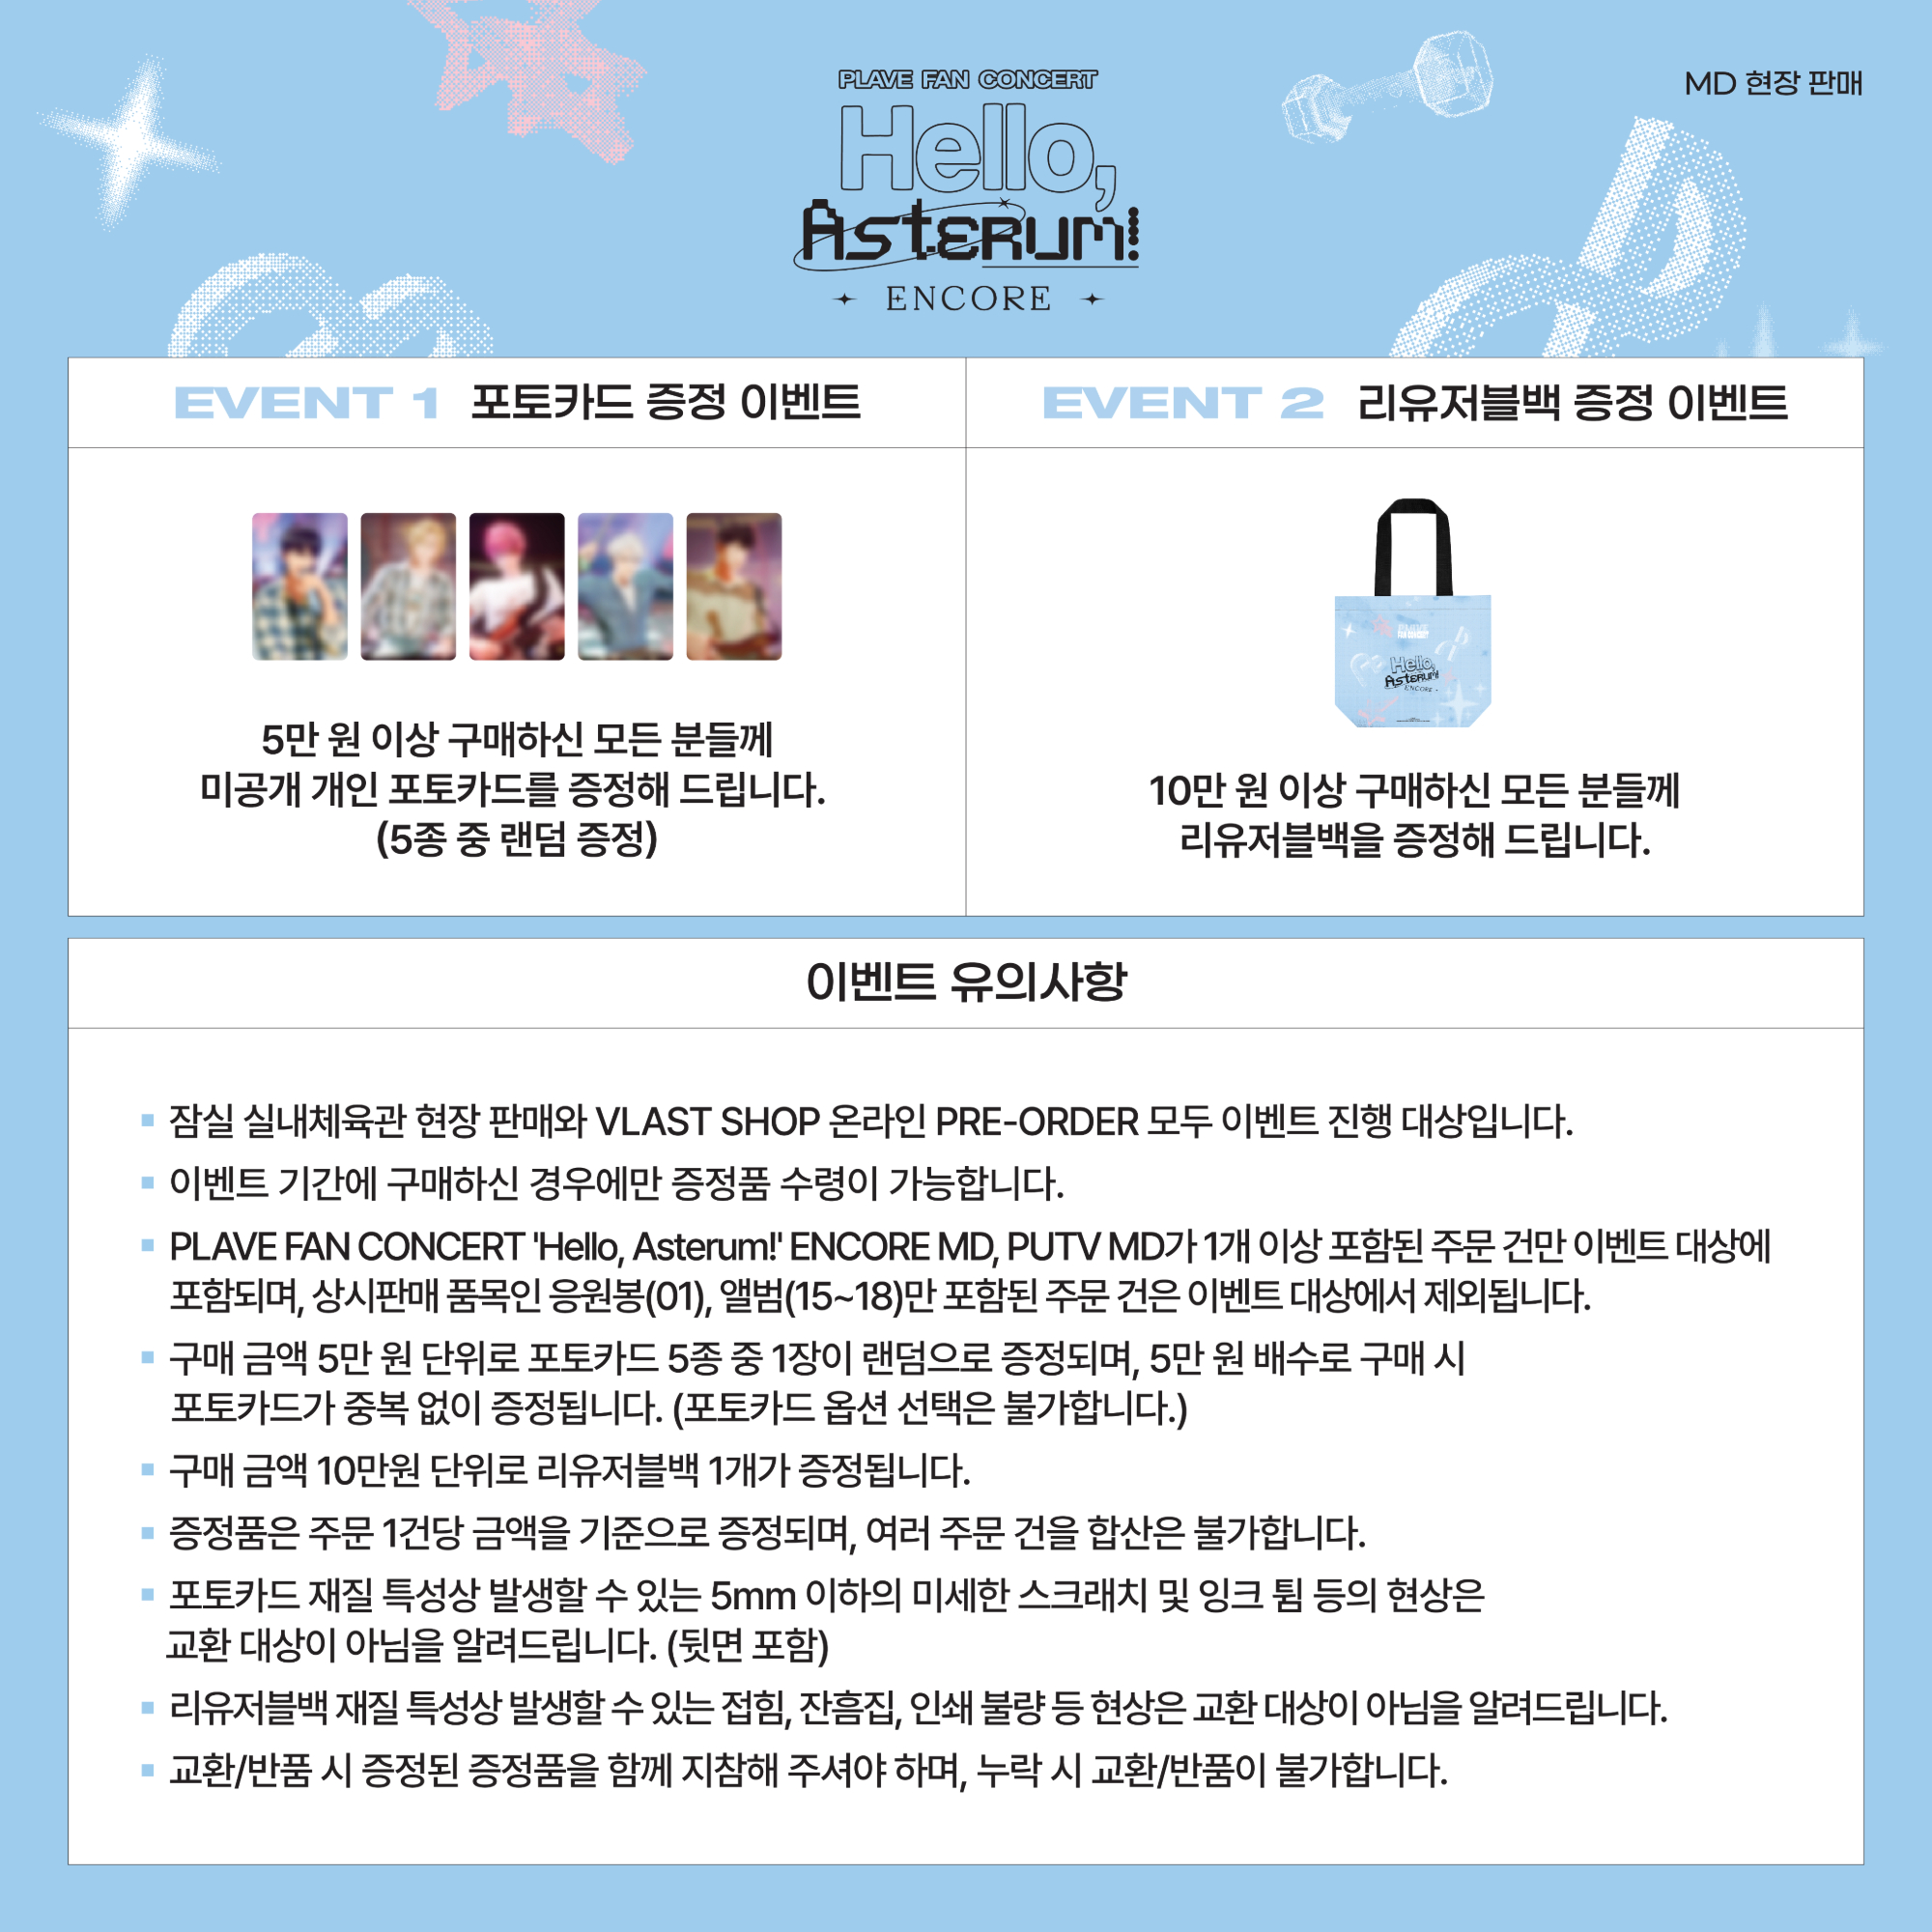 PLAVE FAN CONCERT
Hello,
Asterum!
ENCORE
MD 현장 판매
EVENT 1 포토카드 증정 이벤트
5만 원 이상 구매하신 모든 분들께
미공개 개인 포토카드를 증정해 드립니다.
(5종 중 랜덤 증정)
EVENT 2 리유저블백 증정 이벤트
PLAVE
FAN CONCERT
Hello,
Asterum!
ENCORE
10만 원 이상 구매하신 모든 분들께
리유저블백을 증정해 드립니다.
이벤트 유의사항
잠실 실내체육관 현장 판매와 VLAST SHOP 온라인 PRE-ORDER 모두 이벤트 진행 대상입니다.
이벤트 기간에 구매하신 경우에만 증정품 수령이 가능합니다.
PLAVE FAN CONCERT 'Hello, Asterum!' ENCORE MD, PUTV MD가 1개 이상 포함된 주문 건만 이벤트 대상에
포함되며, 상시판매 품목인 응원봉(01), 앨범(15~18)만 포함된 주문 건은 이벤트 대상에서 제외됩니다.
구매 금액 5만 원 단위로 포토카드 5종 중 1장이 랜덤으로 증정되며, 5만 원 배수로 구매 시
포토카드가 중복 없이 증정됩니다. (포토카드 옵션 선택은 불가합니다.)
구매 금액 10만원 단위로 리유저블백 1개가 증정됩니다.
증정품은 주문 1건당 금액을 기준으로 증정되며, 여러 주문 건을 합산은 불가합니다.
포토카드 재질 특성상 발생할 수 있는 5mm 이하의 미세한 스크래치 및 잉크 튐 등의 현상은
교환 대상이 아님을 알려드립니다. (뒷면 포함)
리유저블백 재질 특성상 발생할 수 있는 접힘, 잔흠집, 인쇄 불량 등 현상은 교환 대상이 아님을 알려드립니다.
교환/반품 시 증정된 증정품을 함께 지참해 주셔야 하며, 누락 시 교환/반품이 불가합니다.